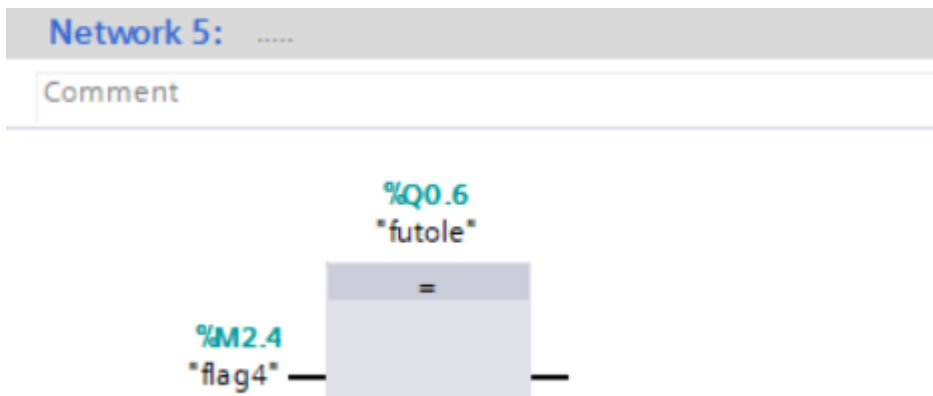 Network 5: .....
Comment
%Q0.6
"futole"
=
%M2.4
"flag4"